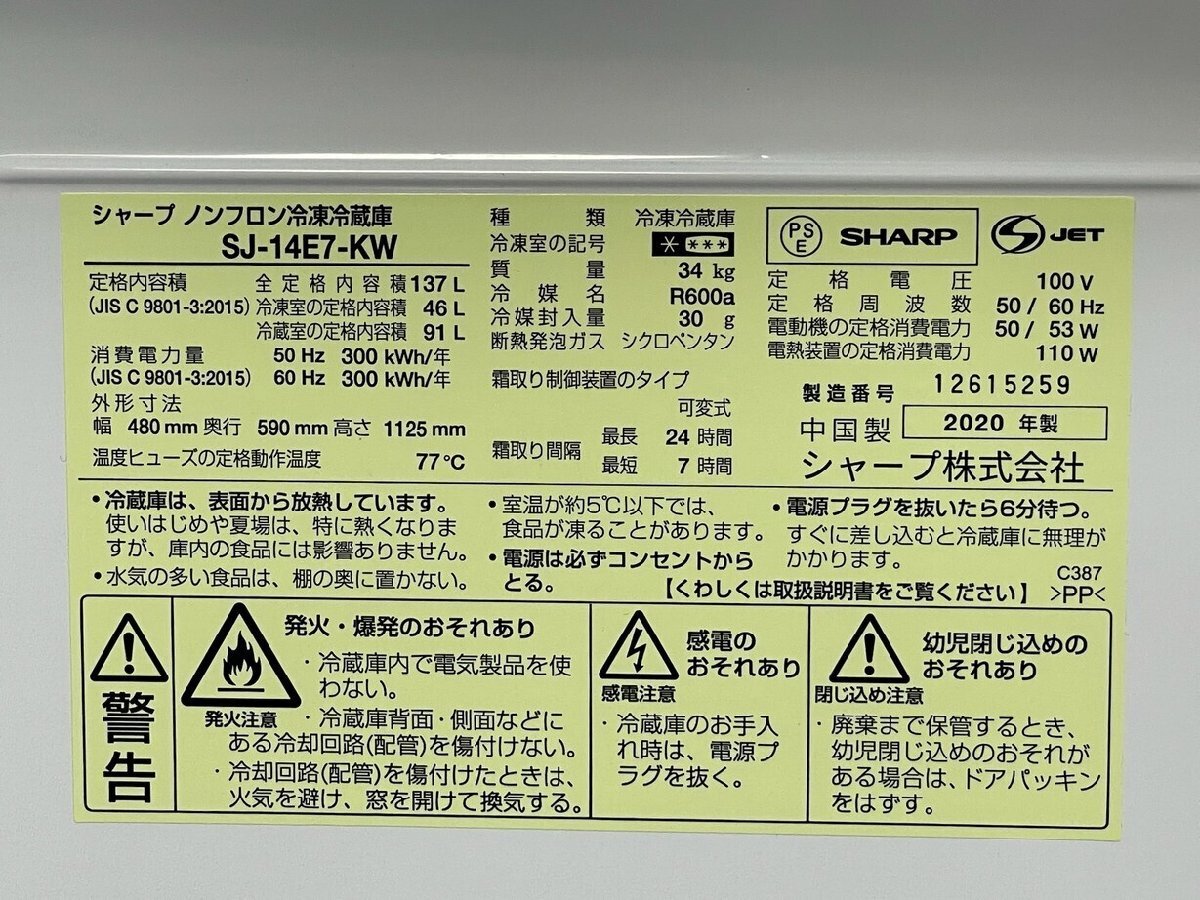 シャープ ノンフロン冷凍冷蔵庫
SJ-14E7-KW
定格内容積 全定格内容積 137 L
(JIS C 9801-3:2015) 冷凍室の定格内容積 46 L
冷蔵室の定格内容積 91 L
消費電力量 50 Hz 300 kWh/年
(JIS C 9801-3:2015) 60 Hz 300 kWh/年
外形寸法
幅 480 mm 奥行 590 mm 高さ 1125 mm
温度ヒューズの定格動作温度 77℃
種類 冷凍冷蔵庫
冷凍室の記号 * ***
質量 34 kg
冷媒名 R600a
冷媒封入量 30 g
断熱発泡ガス シクロペンタン
霜取り制御装置のタイプ
可変式
霜取り間隔 最長 24 時間
最短 7 時間
PSE SHARP S JET
定格電圧 100 V
定格周波数 50 / 60 Hz
電動機の定格消費電力 50 / 53 W
電熱装置の定格消費電力 110 W
製造番号 12615259
中国製 2020 年製
シャープ株式会社
・冷蔵庫は、表面から放熱しています。
使いはじめや夏場は、特に熱くなりま
すが、庫内の食品には影響ありません。
・水気の多い食品は、棚の奥に置かない。
・室温が約5℃以下では、
食品が凍ることがあります。
・電源は必ずコンセントから
とる。
・電源プラグを抜いたら6分待つ。
すぐに差し込むと冷蔵庫に無理が
かかります。
【くわしくは取扱説明書をご覧ください】
C387
>PP<
警告
発火・爆発のおそれあり
発火注意
・冷蔵庫内で電気製品を使
わない。
・冷蔵庫背面・側面などに
ある冷却回路(配管)を傷付けない。
・冷却回路(配管)を傷付けたときは、
火気を避け、窓を開けて換気する。
感電の
おそれあり
感電注意
・冷蔵庫のお手入
れ時は、電源プ
ラグを抜く。
幼児閉じ込めの
おそれあり
閉じ込め注意
・廃棄まで保管するとき、
幼児閉じ込めのおそれが
ある場合は、ドアパッキン
をはずす。